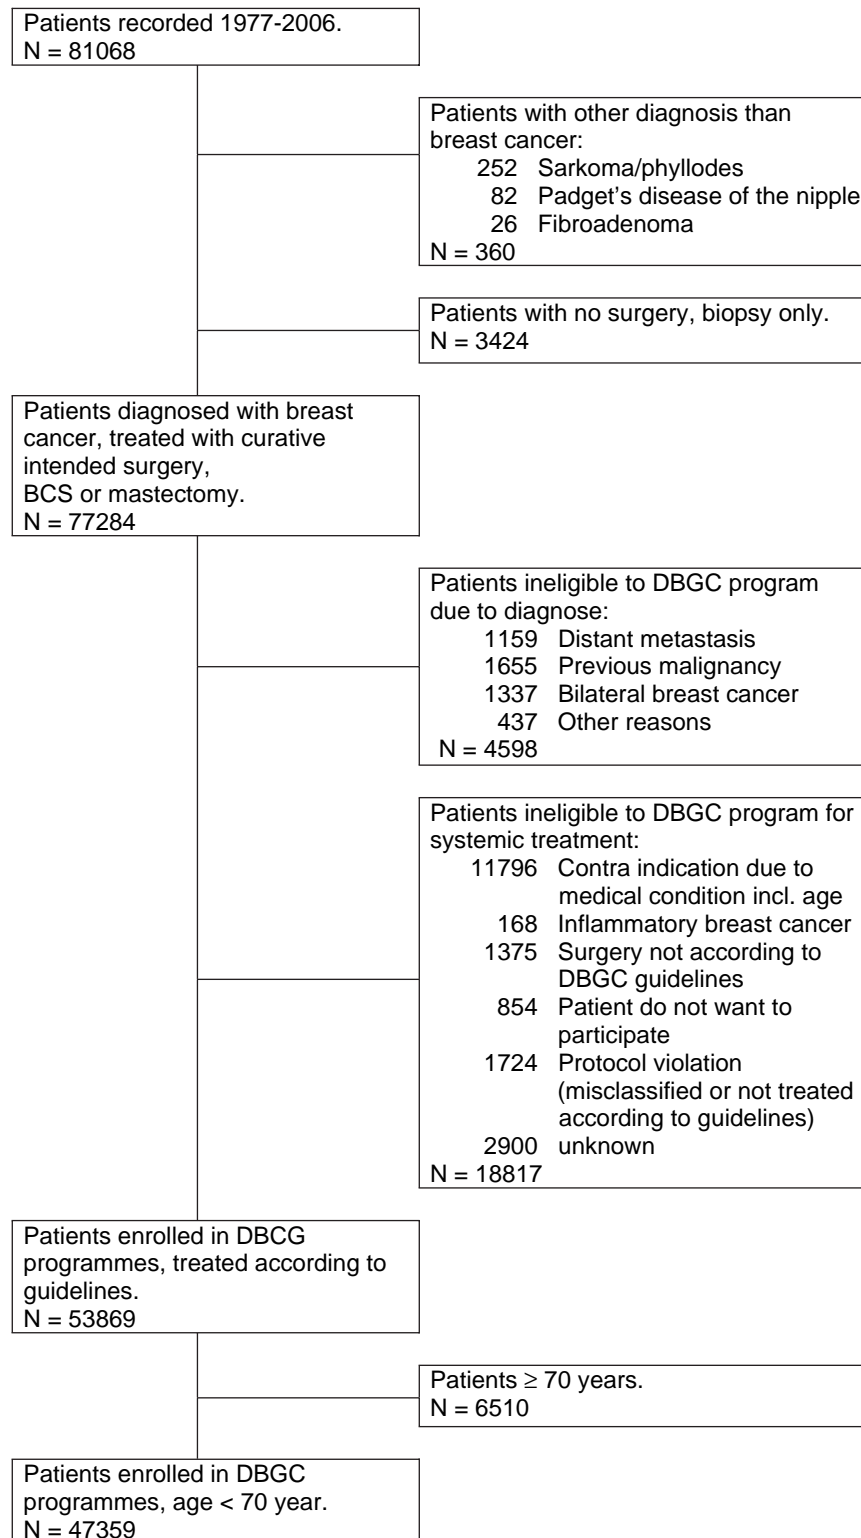 Patients recorded 1977-2006.
N = 81068
Patients with other diagnosis than
breast cancer:
252 Sarkoma/phyllodes
82 Padget's disease of the nipple
26 Fibroadenoma
N = 360
Patients with no surgery, biopsy only.
N = 3424
Patients diagnosed with breast
cancer, treated with curative
intended surgery,
BCS or mastectomy.
N = 77284
Patients ineligible to DBGC program
due to diagnose:
1159 Distant metastasis
1655 Previous malignancy
1337 Bilateral breast cancer
437 Other reasons
N = 4598
Patients ineligible to DBGC program for
systemic treatment:
11796 Contra indication due to
medical condition incl. age
168 Inflammatory breast cancer
1375 Surgery not according to
DBGC guidelines
854 Patient do not want to
participate
1724 Protocol violation
(misclassified or not treated
according to guidelines)
2900 unknown
N = 18817
Patients enrolled in DBCG
programmes, treated according to
guidelines.
N = 53869
Patients ≥ 70 years.
N = 6510
Patients enrolled in DBGC
programmes, age < 70 year.
N = 47359